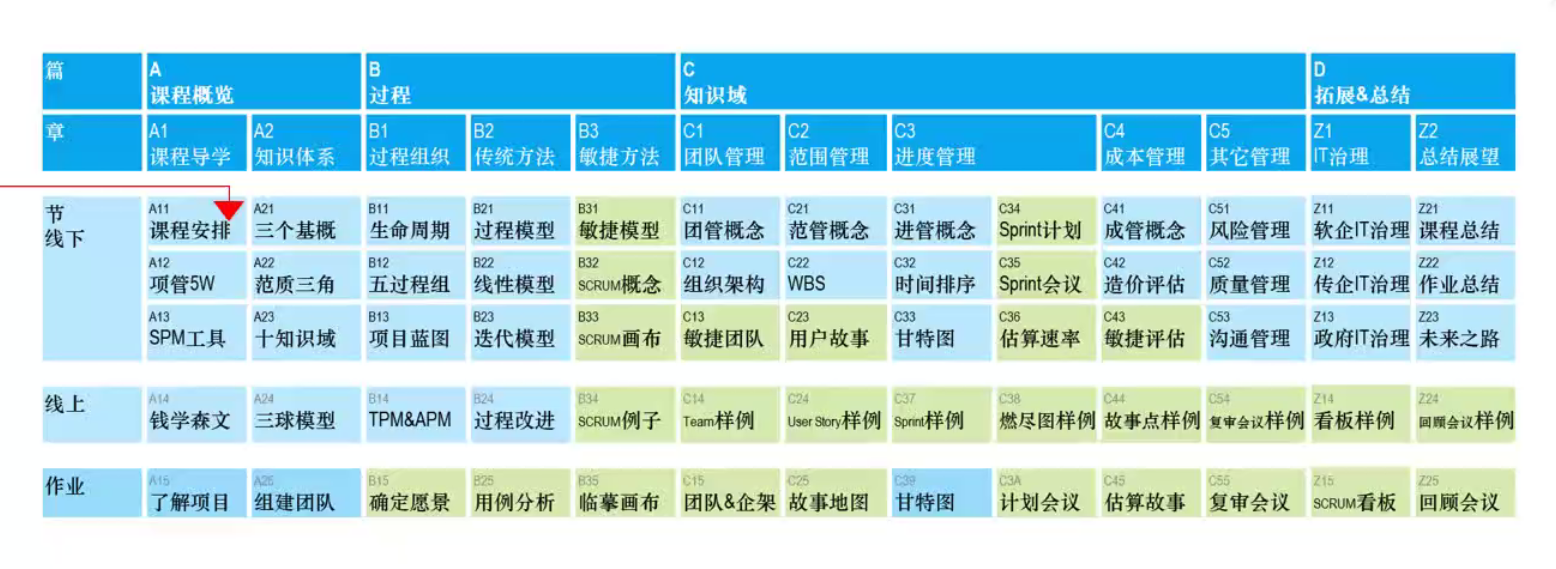 篇
A
课程概览
B
过程
C
知识域
D
拓展&总结
章
A1
课程导学
A2
知识体系
B1
过程组织
B2
传统方法
B3
敏捷方法
C1
团队管理
C2
范围管理
C3
进度管理
C4
成本管理
C5
其它管理
Z1
IT治理
Z2
总结展望
节
线下
A11
课程安排
A21
三个基概
B11
生命周期
B21
过程模型
B31
敏捷模型
C11
团管概念
C21
范管概念
C31
进管概念
C34
Sprint计划
C41
成管概念
C51
风险管理
Z11
软企IT治理
Z21
课程总结
A12
项管5W
A22
范质三角
B12
五过程组
B22
线性模型
B32
SCRUM概念
C12
组织架构
C22
WBS
C32
时间排序
C35
Sprint会议
C42
造价评估
C52
质量管理
Z12
传企IT治理
Z22
作业总结
A13
SPM工具
A23
十知识域
B13
项目蓝图
B23
迭代模型
B33
SCRUM画布
C13
敏捷团队
C23
用户故事
C33
甘特图
C36
估算速率
C43
敏捷评估
C53
沟通管理
Z13
政府IT治理
Z23
未来之路
线上
A14
钱学森文
A24
三球模型
B14
TPM&APM
B24
过程改进
B34
SCRUM例子
C14
Team样例
C24
User Story样例
C37
Sprint样例
C38
燃尽图样例
C44
故事点样例
C54
复审会议样例
Z14
看板样例
Z24
回顾会议样例
作业
A15
了解项目
A25
组建团队
B15
确定愿景
B25
用例分析
B35
临摹画布
C15
团队&企架
C25
故事地图
C39
甘特图
C3A
计划会议
C45
估算故事
C55
复审会议
Z15
SCRUM看板
Z25
回顾会议